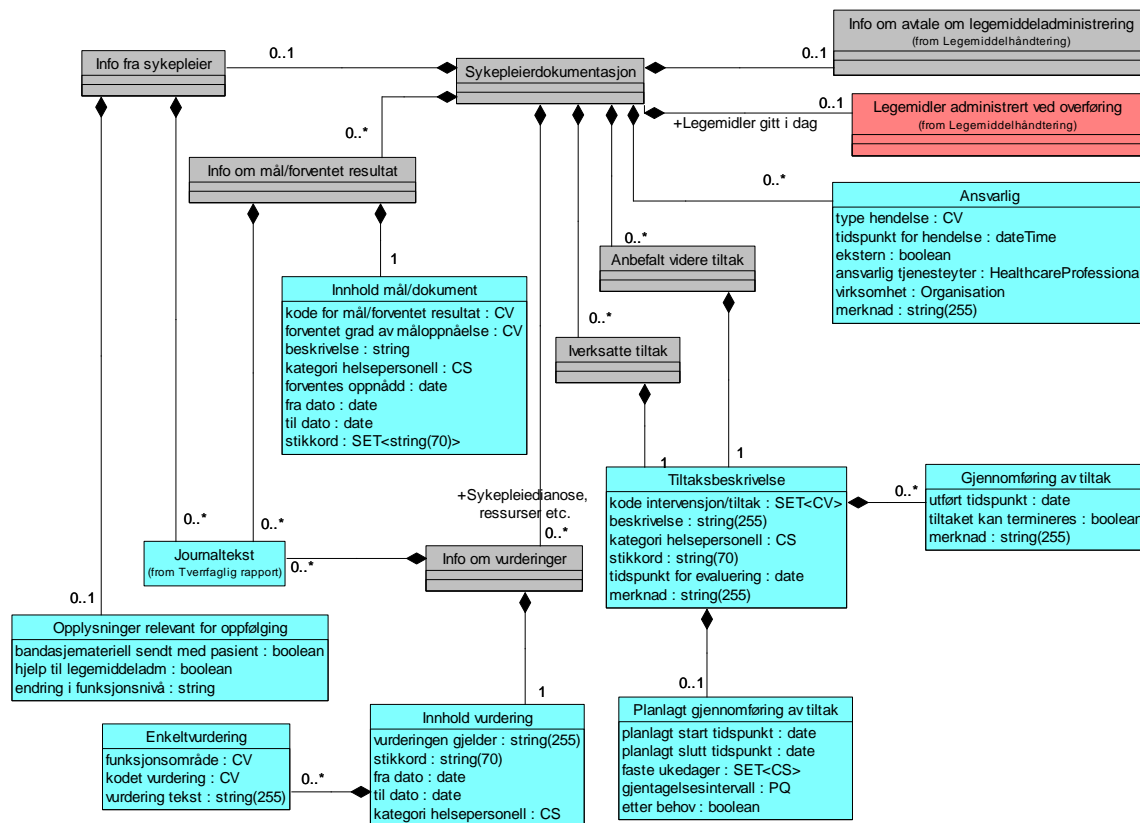 Info om avtale om legemiddeladministrering
(from Legemiddelhåndtering)
0..1
0..1
Info fra sykepleier
Sykepleierdokumentasjon
0..1
Legemidler administrert ved overføring
(from Legemiddelhåndtering)
+Legemidler gitt i dag
0..*
Info om mål/forventet resultat
0..*
Ansvarlig
type hendelse : CV
tidspunkt for hendelse : dateTime
ekstern : boolean
ansvarlig tjenesteyter : HealthcareProfessional
virksomhet : Organisation
merknad : string(255)
0..*
Anbefalt videre tiltak
1
Innhold mål/dokument
kode for mål/forventet resultat : CV
forventet grad av måloppnåelse : CV
beskrivelse : string
kategori helsepersonell : CS
forventes oppnådd : date
fra dato : date
til dato : date
stikkord : SET<string(70)>
0..*
Iverksatte tiltak
1
1
Tiltaksbeskrivelse
kode intervensjon/tiltak : SET<CV>
beskrivelse : string(255)
kategori helsepersonell : CS
stikkord : string(70)
tidspunkt for evaluering : date
merknad : string(255)
0..*
Gjennomføring av tiltak
utført tidspunkt : date
tiltaket kan termineres : boolean
merknad : string(255)
+Sykepleiedianose,
ressurser etc.
0..*
0..*
0..*
Journaltekst
(from Tverrfaglig rapport)
0..*
Info om vurderinger
0..1
Opplysninger relevant for oppfølging
bandasjemateriell sendt med pasient : boolean
hjelp til legemiddeladm : boolean
endring i funksjonsnivå : string
0..1
Planlagt gjennomføring av tiltak
planlagt start tidspunkt : date
planlagt slutt tidspunkt : date
faste ukedager : SET<CS>
gjentagelsesintervall : PQ
etter behov : boolean
1
Innhold vurdering
vurderingen gjelder : string(255)
stikkord : string(70)
fra dato : date
til dato : date
kategori helsepersonell : CS
0..*
Enkeltvurdering
funksjonsområde : CV
kodet vurdering : CV
vurdering tekst : string(255)